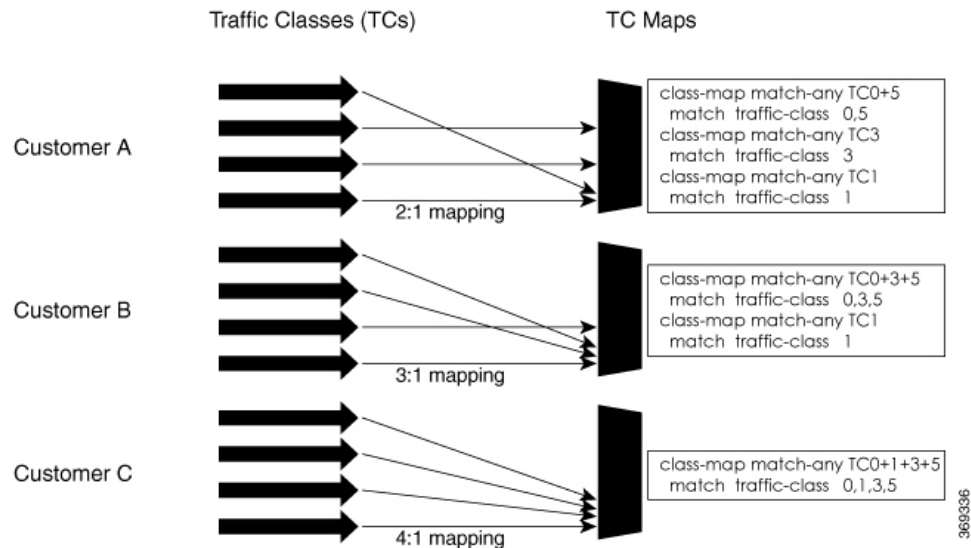 Traffic Classes (TCs)
TC Maps
Customer A
2:1 mapping
class-map match-any TC0+5
match traffic-class 0,5
class-map match-any TC3
match traffic-class 3
class-map match-any TC1
match traffic-class 1
Customer B
3:1 mapping
class-map match-any TC0+3+5
match traffic-class 0,3,5
class-map match-any TC1
match traffic-class 1
Customer C
4:1 mapping
class-map match-any TC0+1+3+5
match traffic-class 0,1,3,5
369336